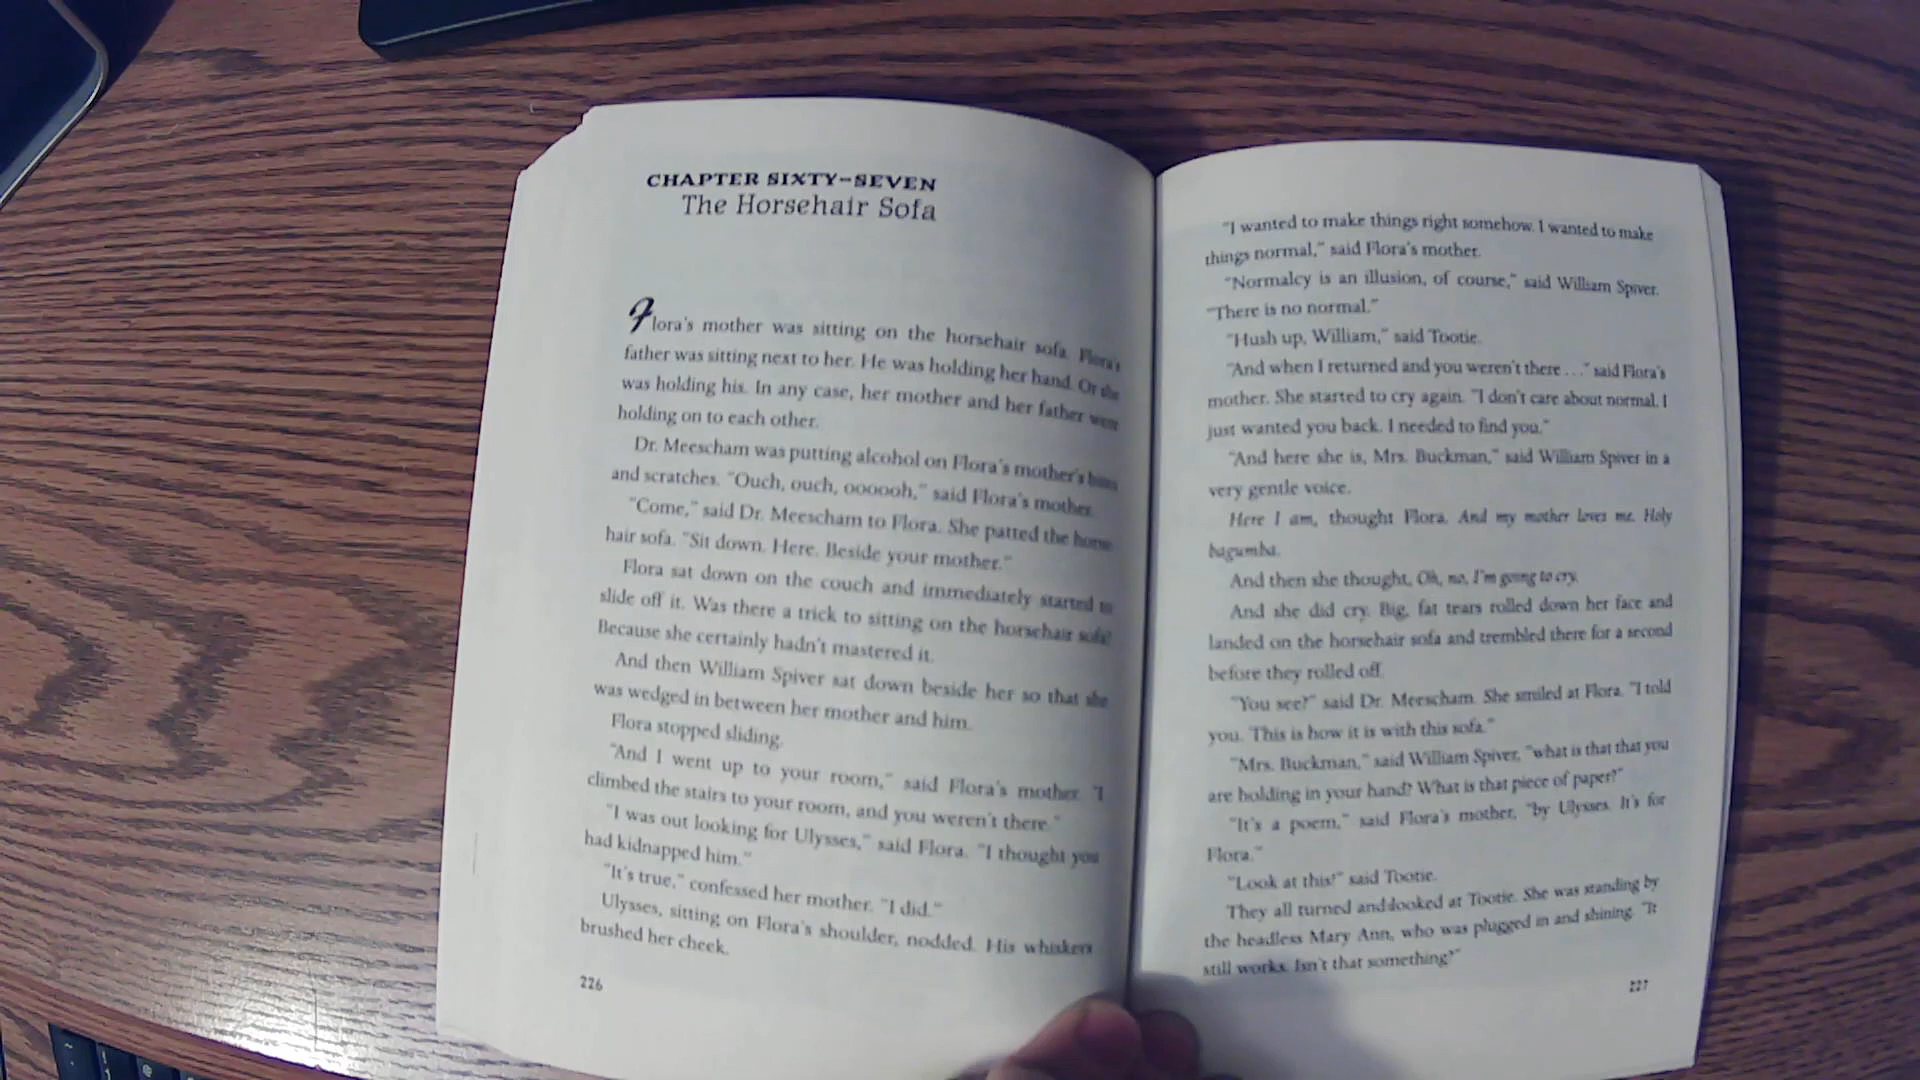 CHAPTER SIXTY-SEVEN
The Horsehair Sofa
Flora's mother was sitting on the horsehair sofa. Flora's
father was sitting next to her. He was holding her hand. Or she
was holding his. In any case, her mother and her father were
holding on to each other.
Dr. Meescham was putting alcohol on Flora's mother's bites
and scratches. "Ouch, ouch, oooooh," said Flora's mother.
"Come," said Dr. Meescham to Flora. She patted the horse-
hair sofa. "Sit down. Here. Beside your mother."
Flora sat down on the couch and immediately started to
slide off it. Was there a trick to sitting on the horsehair sofa?
Because she certainly hadn't mastered it.
And then William Spiver sat down beside her so that she
was wedged in between her mother and him.
Flora stopped sliding.
"And I went up to your room," said Flora's mother. "I
climbed the stairs to your room, and you weren't there."
"I was out looking for Ulysses," said Flora. "I thought you
had kidnapped him."
"It's true," confessed her mother. "I did."
Ulysses, sitting on Flora's shoulder, nodded. His whiskers
brushed her cheek.
226
"I wanted to make things right somehow. I wanted to make
things normal," said Flora's mother.
"Normalcy is an illusion, of course," said William Spiver.
"There is no normal."
"Hush up, William," said Tootie.
"And when I returned and you weren't there . . ." said Flora's
mother. She started to cry again. "I don't care about normal. I
just wanted you back. I needed to find you."
"And here she is, Mrs. Buckman," said William Spiver in a
very gentle voice.
Here I am, thought Flora. And my mother loves me. Holy
bagumba.
And then she thought, Oh, no, I'm going to cry.
And she did cry. Big, fat tears rolled down her face and
landed on the horsehair sofa and trembled there for a second
before they rolled off.
"You see?" said Dr. Meescham. She smiled at Flora. "I told
you. This is how it is with this sofa."
"Mrs. Buckman," said William Spiver, "what is that that you
are holding in your hand? What is that piece of paper?"
"It's a poem," said Flora's mother, "by Ulysses. It's for
Flora."
"Look at this!" said Tootie.
They all turned and looked at Tootie. She was standing by
the headless Mary Ann, who was plugged in and shining. "It
still works. Isn't that something?"
227